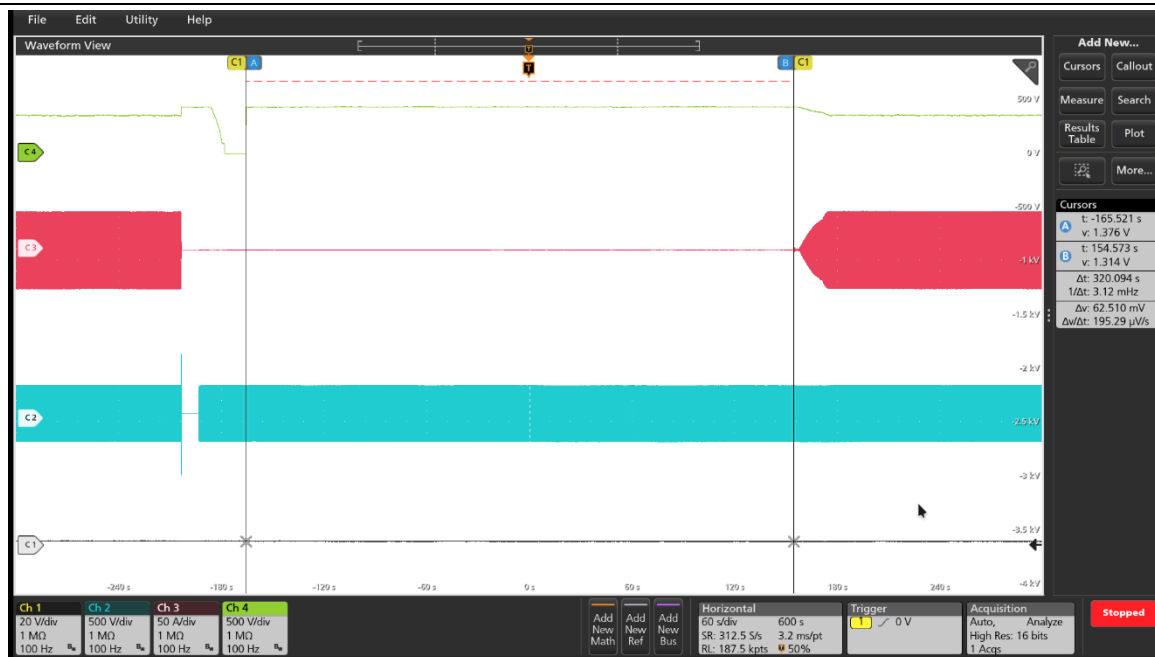 File Edit Utility Help
Waveform View
Add New...
Cursors Callout
Measure Search
Results Table Plot
More...
C1 A
T
T
B C1
500 V
0 V
-500 V
-1 kV
-1.5 kV
-2 kV
-2.5 kV
-3 kV
-3.5 kV
-4 kV
C4
C3
C2
C1
-240 s -180 s -120 s -60 s 0 s 60 s 120 s 180 s 240 s
Cursors
A t: -165.521 s
v: 1.376 V
B t: 154.573 s
v: 1.314 V
Δt: 320.094 s
1/Δt: 3.12 mHz
Δv: 62.510 mV
Δv/Δt: 195.29 µV/s
Ch 1
20 V/div
1 MΩ
100 Hz
Ch 2
500 V/div
1 MΩ
100 Hz
Ch 3
50 A/div
1 MΩ
100 Hz
Ch 4
500 V/div
1 MΩ
100 Hz
Add New Math
Add New Ref
Add New Bus
Horizontal
60 s/div 600 s
SR: 312.5 S/s 3.2 ms/pt
RL: 187.5 kpts 50%
Trigger
1 0 V
Acquisition
Auto, Analyze
High Res: 16 bits
1 Acqs
Stopped